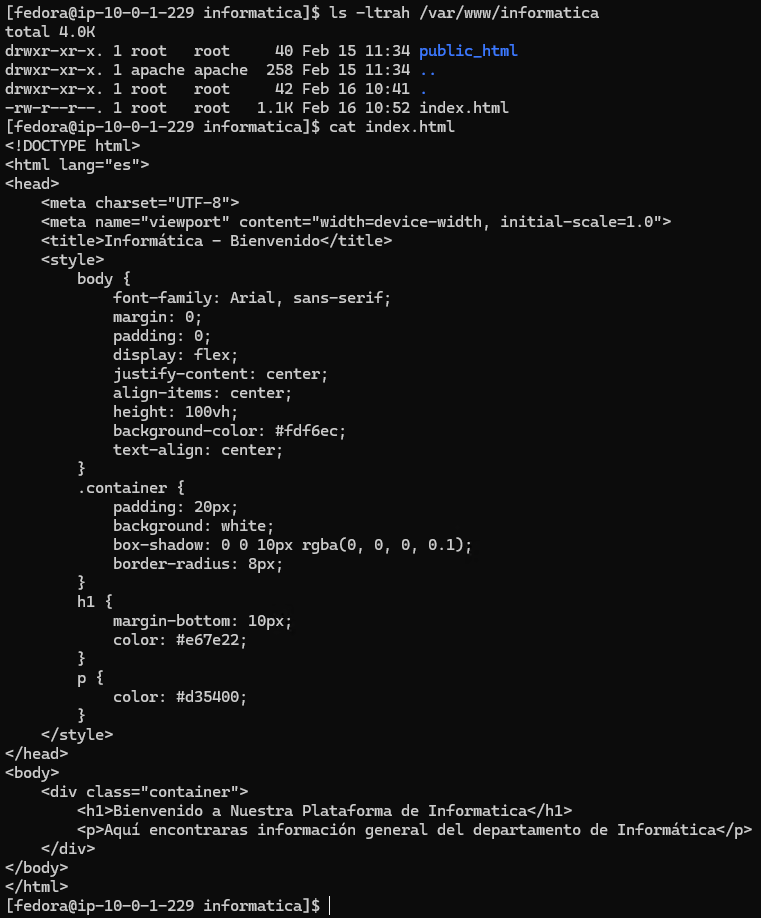 [fedora@ip-10-0-1-229 informatica]$ ls -ltrah /var/www/informatica
total 4.0K
drwxr-xr-x. 1 root   root     40 Feb 15 11:34 public_html
drwxr-xr-x. 1 apache apache  258 Feb 15 11:34 ..
drwxr-xr-x. 1 root   root     42 Feb 16 10:41 .
-rw-r--r--. 1 root   root   1.1K Feb 16 10:52 index.html
[fedora@ip-10-0-1-229 informatica]$ cat index.html
<!DOCTYPE html>
<html lang="es">
<head>
    <meta charset="UTF-8">
    <meta name="viewport" content="width=device-width, initial-scale=1.0">
    <title>Informática - Bienvenido</title>
    <style>
        body {
            font-family: Arial, sans-serif;
            margin: 0;
            padding: 0;
            display: flex;
            justify-content: center;
            align-items: center;
            height: 100vh;
            background-color: #fdf6ec;
            text-align: center;
        }
        .container {
            padding: 20px;
            background: white;
            box-shadow: 0 0 10px rgba(0, 0, 0, 0.1);
            border-radius: 8px;
        }
        h1 {
            margin-bottom: 10px;
            color: #e67e22;
        }
        p {
            color: #d35400;
        }
    </style>
</head>
<body>
    <div class="container">
        <h1>Bienvenido a Nuestra Plataforma de Informatica</h1>
        <p>Aquí encontraras información general del departamento de Informática</p>
    </div>
</body>
</html>
[fedora@ip-10-0-1-229 informatica]$